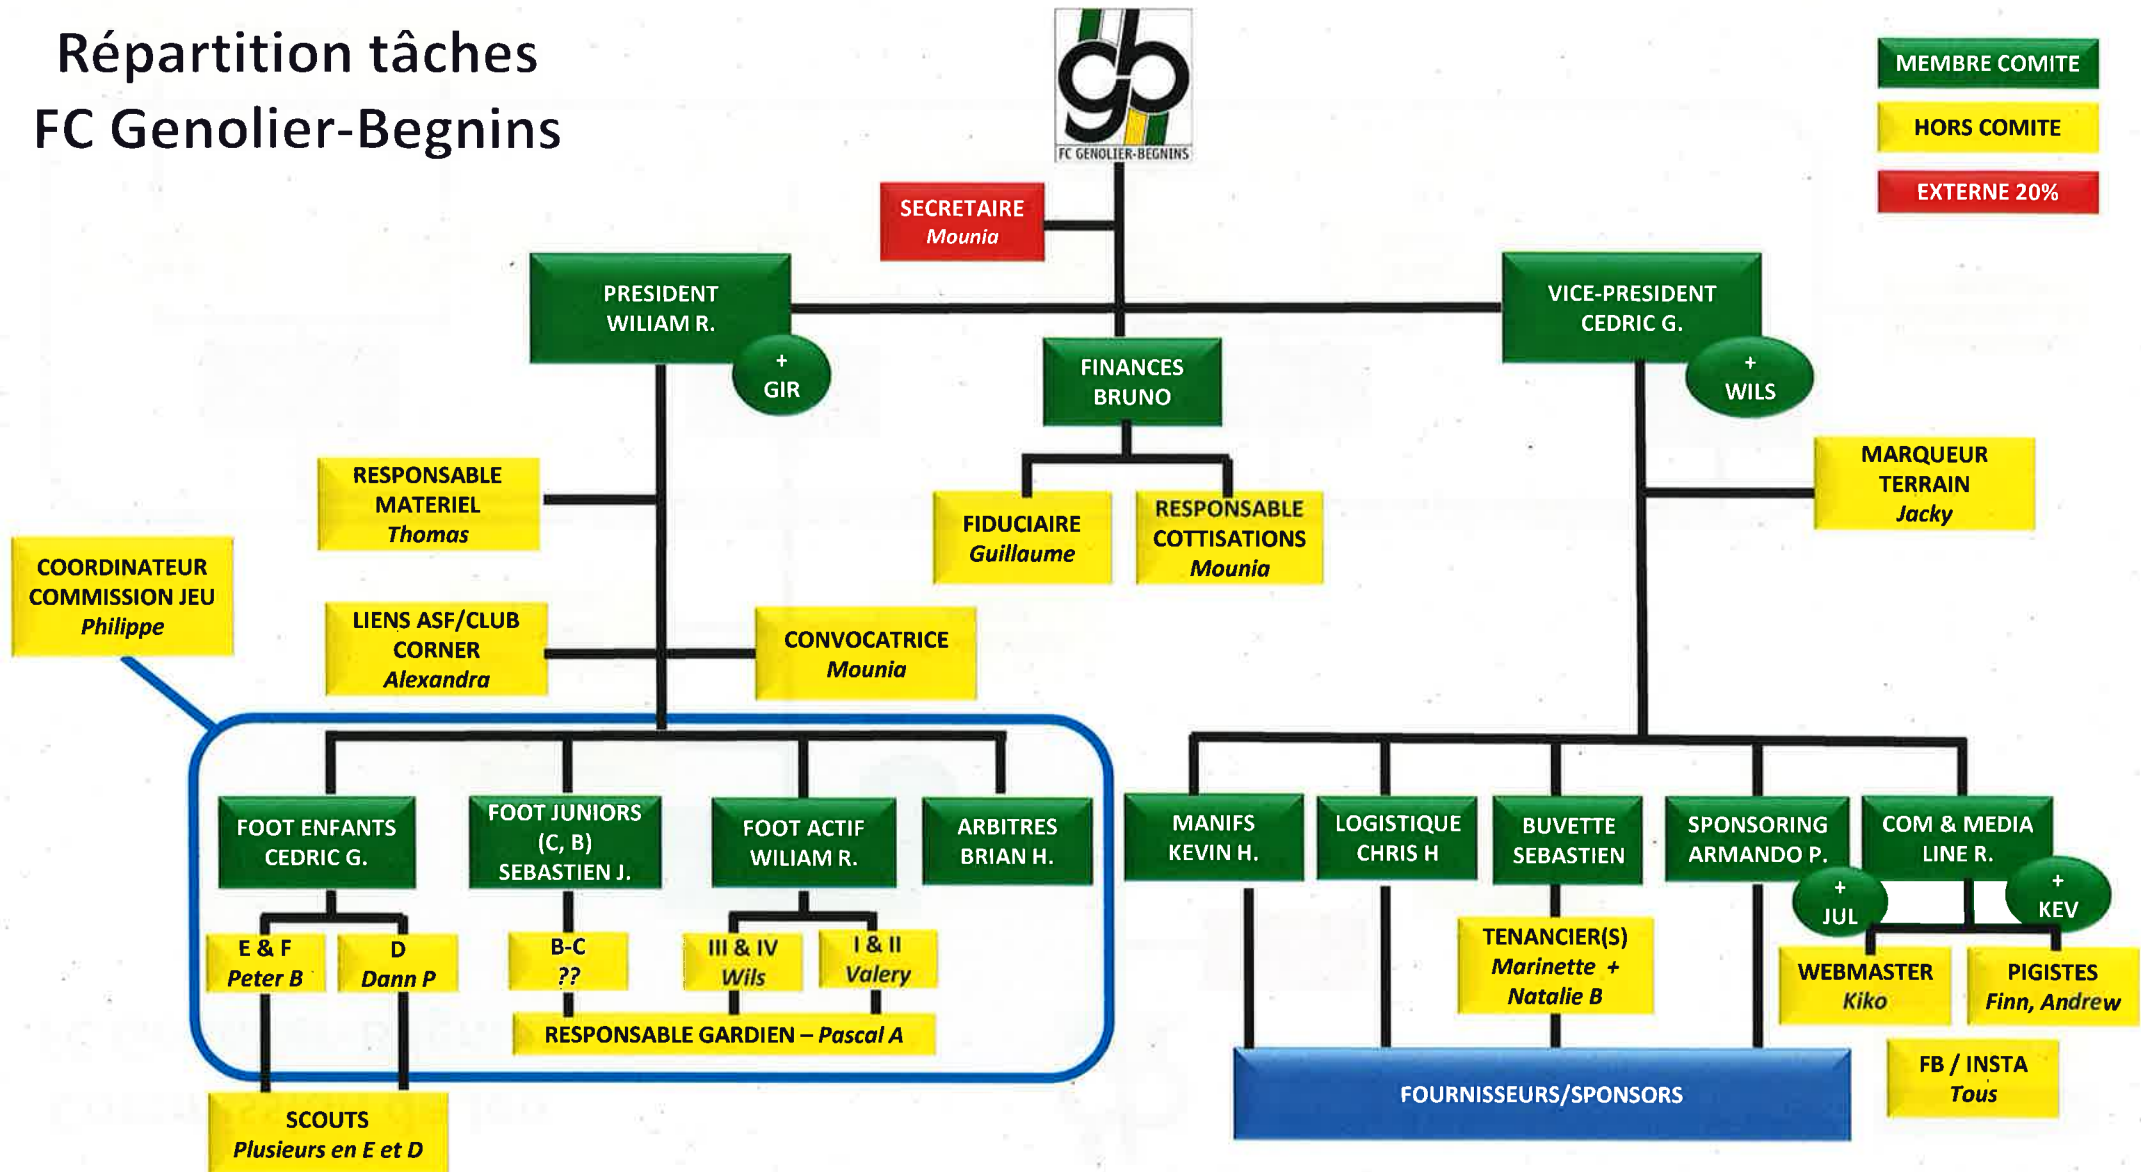 Répartition tâches
FC Genolier-Begnins
gb
FC GENOLIER-BEGNINS
MEMBRE COMITE
HORS COMITE
EXTERNE 20%
SECRETAIRE
Mounia
PRESIDENT
WILIAM R.
+
GIR
VICE-PRESIDENT
CEDRIC G.
+
WILS
FINANCES
BRUNO
RESPONSABLE
MATERIEL
Thomas
FIDUCIAIRE
Guillaume
RESPONSABLE
COTTISATIONS
Mounia
MARQUEUR
TERRAIN
Jacky
COORDINATEUR
COMMISSION JEU
Philippe
LIENS ASF/CLUB
CORNER
Alexandra
CONVOCATRICE
Mounia
FOOT ENFANTS
CEDRIC G.
FOOT JUNIORS
(C, B)
SEBASTIEN J.
FOOT ACTIF
WILIAM R.
ARBITRES
BRIAN H.
MANIFS
KEVIN H.
LOGISTIQUE
CHRIS H
BUVETTE
SEBASTIEN
SPONSORING
ARMANDO P.
COM & MEDIA
LINE R.
+
JUL
+
KEV
E & F
Peter B
D
Dann P
B-C
??
III & IV
Wils
I & II
Valery
TENANCIER(S)
Marinette +
Natalie B
WEBMASTER
Kiko
PIGISTES
Finn, Andrew
RESPONSABLE GARDIEN – Pascal A
FOURNISSEURS/SPONSORS
FB / INSTA
Tous
SCOUTS
Plusieurs en E et D